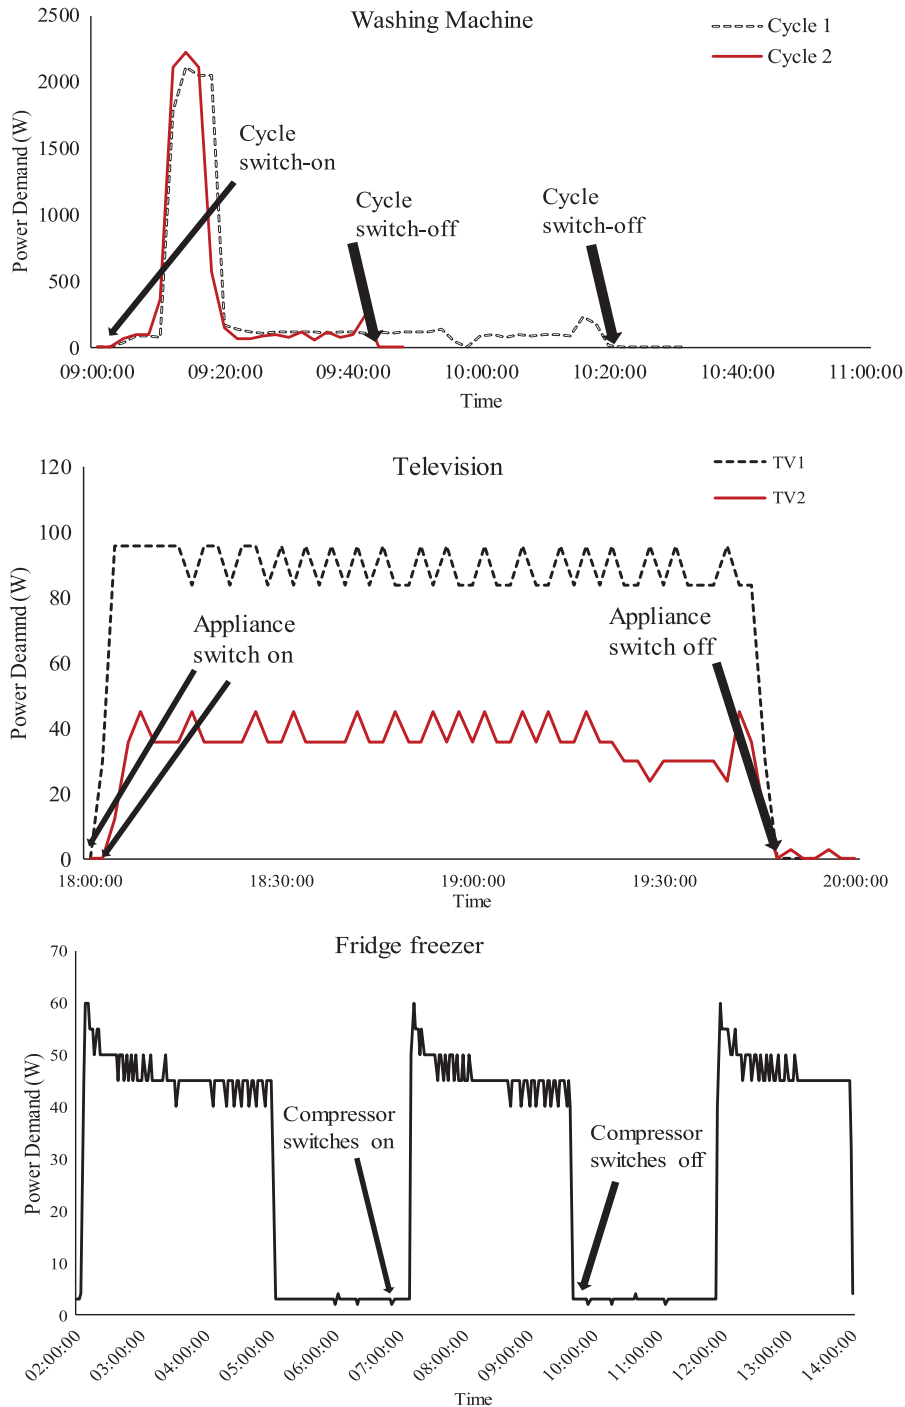 Washing Machine
Cycle 1
Cycle 2
2500
2000
1500
1000
500
0
Power Demand (W)
Cycle
switch-on
Cycle
switch-off
Cycle
switch-off
09:00:00
09:20:00
09:40:00
10:00:00
10:20:00
10:40:00
11:00:00
Time
Television
TV1
TV2
120
100
80
60
40
20
0
Power Deamnd (W)
Appliance
switch on
Appliance
switch off
18:00:00
18:30:00
19:00:00
19:30:00
20:00:00
Time
Fridge freezer
70
60
50
40
30
20
10
0
Power Demand (W)
Compressor
switches on
Compressor
switches off
02:00:00
03:00:00
04:00:00
05:00:00
06:00:00
07:00:00
08:00:00
09:00:00
10:00:00
11:00:00
12:00:00
13:00:00
14:00:00
Time